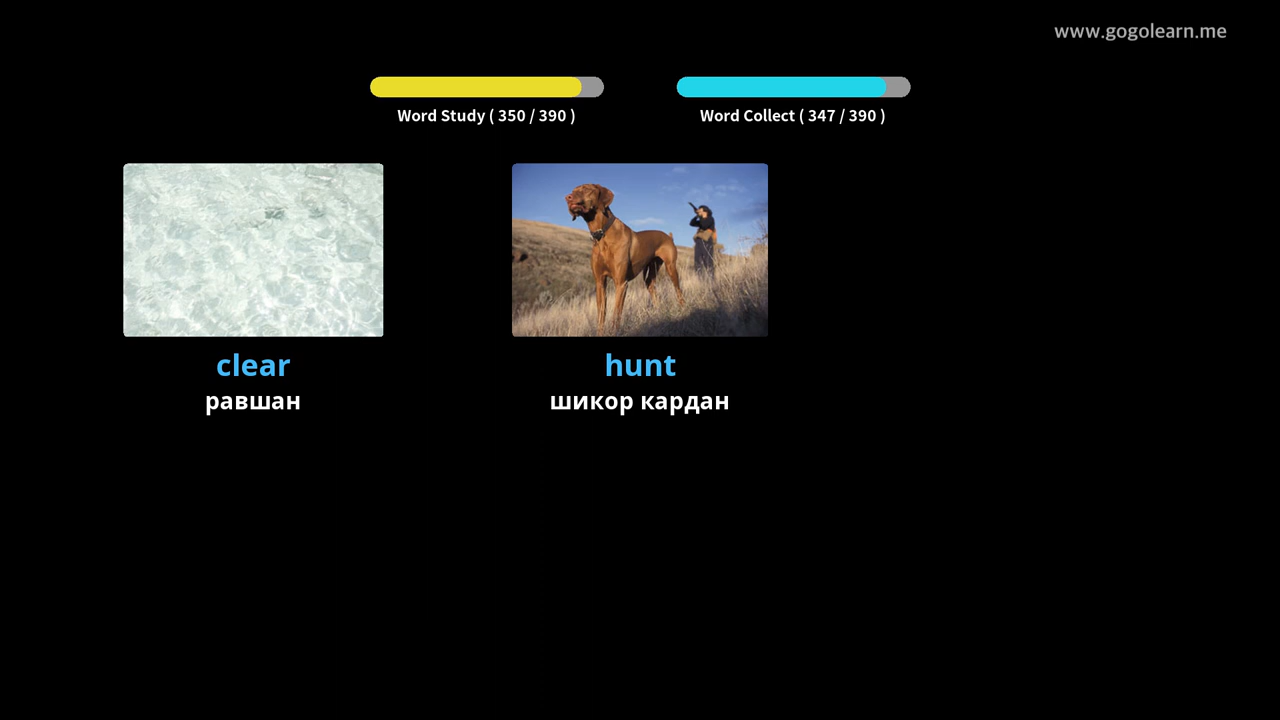 www.gogolearn.me
Word Study ( 350 / 390 )
Word Collect ( 347 / 390 )
clear
равшан
hunt
шикор кардан